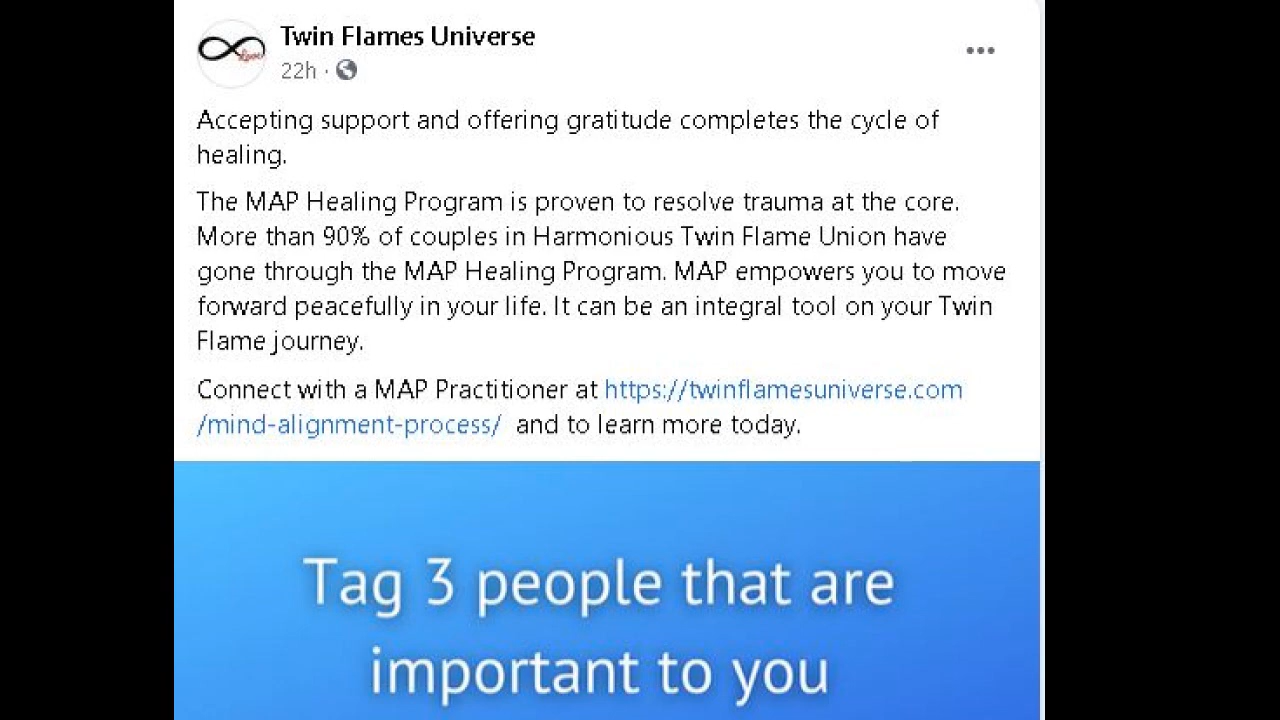 Twin Flames Universe
22h ·
Accepting support and offering gratitude completes the cycle of
healing.
The MAP Healing Program is proven to resolve trauma at the core.
More than 90% of couples in Harmonious Twin Flame Union have
gone through the MAP Healing Program. MAP empowers you to move
forward peacefully in your life. It can be an integral tool on your Twin
Flame journey.
Connect with a MAP Practitioner at https://twinflamesuniverse.com
/mind-alignment-process/ and to learn more today.
Tag 3 people that are
important to you